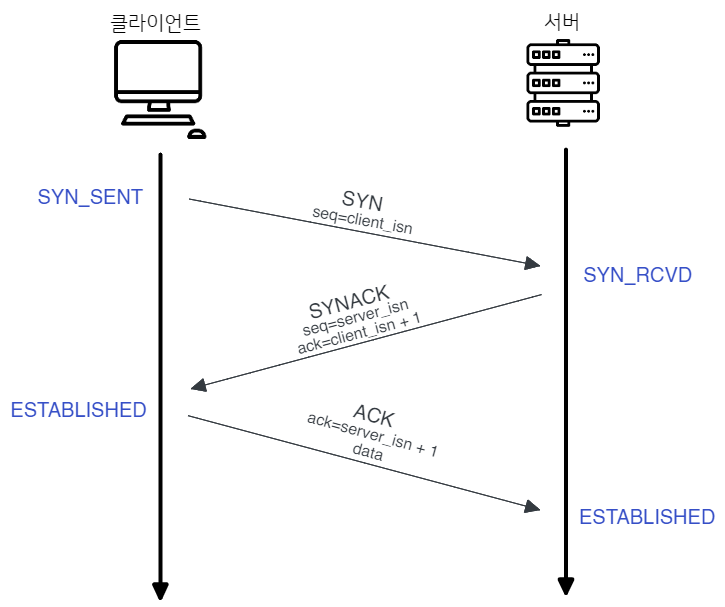 클라이언트
서버
SYN_SENT
SYN
seq=client_isn
SYN_RCVD
SYNACK
seq=server_isn
ack=client_isn + 1
ESTABLISHED
ACK
ack=server_isn + 1
data
ESTABLISHED